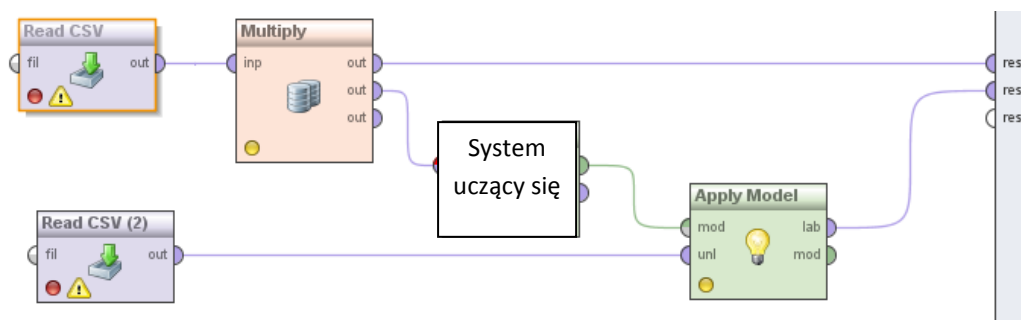 Read CSV
fil out
Multiply
inp out
out
out
System
uczący się
Read CSV (2)
fil out
Apply Model
mod lab
unl mod
res
res
res